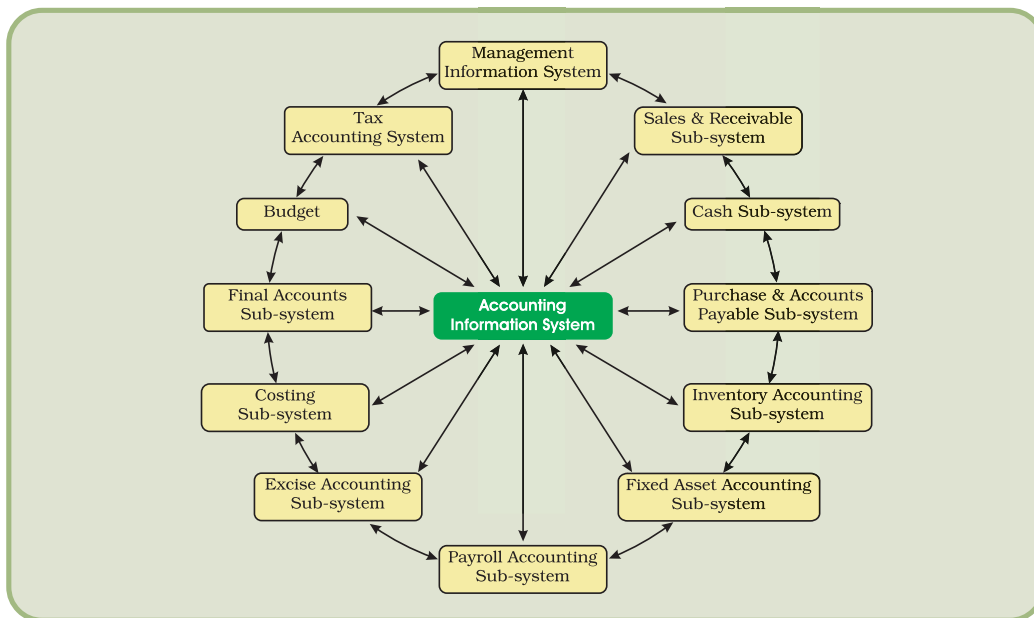 Management
Information System
Tax
Accounting System
Sales & Receivable
Sub-system
Budget
Cash Sub-system
Final Accounts
Sub-system
Accounting
Information System
Purchase & Accounts
Payable Sub-system
Costing
Sub-system
Inventory Accounting
Sub-system
Excise Accounting
Sub-system
Fixed Asset Accounting
Sub-system
Payroll Accounting
Sub-system